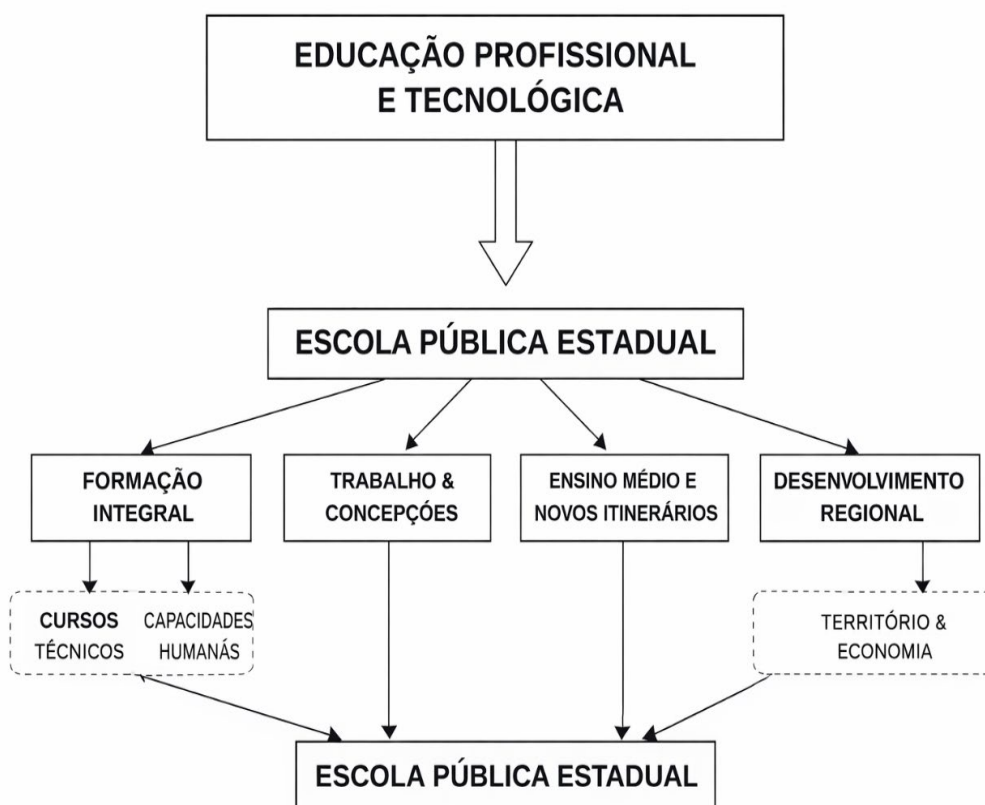 EDUCAÇÃO PROFISSIONAL
E TECNOLÓGICA
ESCOLA PÚBLICA ESTADUAL
FORMAÇÃO
INTEGRAL
TRABALHO &
CONCEPÇÓES
ENSINO MÉDIO E
NOVOS ITINERÁRIOS
DESENVOLVIMENTO
REGIONAL
CURSOS
TÉCNICOS
CAPACIDADES
HUMANÁS
TERRITÓRIO &
ECONOMIA
ESCOLA PÚBLICA ESTADUAL